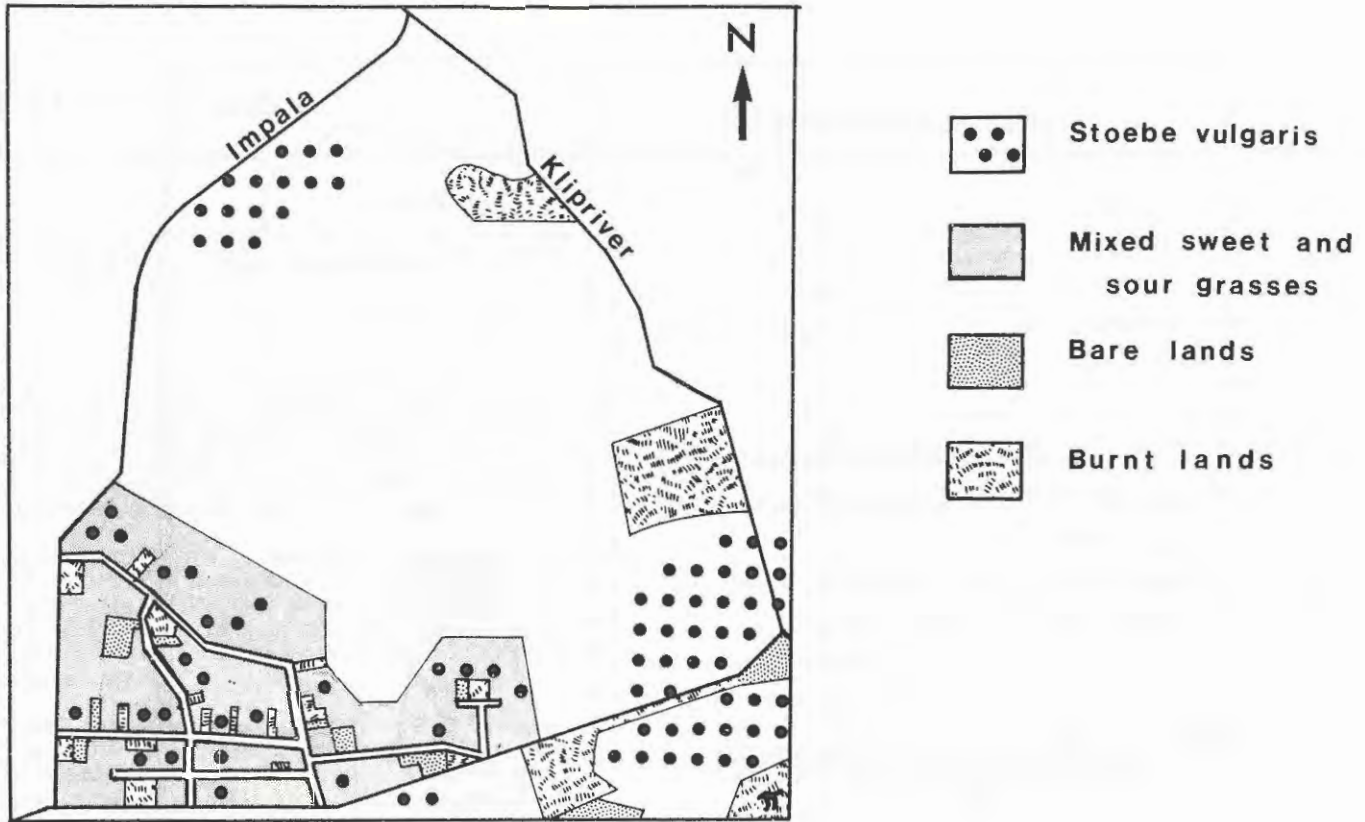 N
Impala
Klipriver
Stoebe vulgaris
Mixed sweet and
sour grasses
Bare lands
Burnt lands